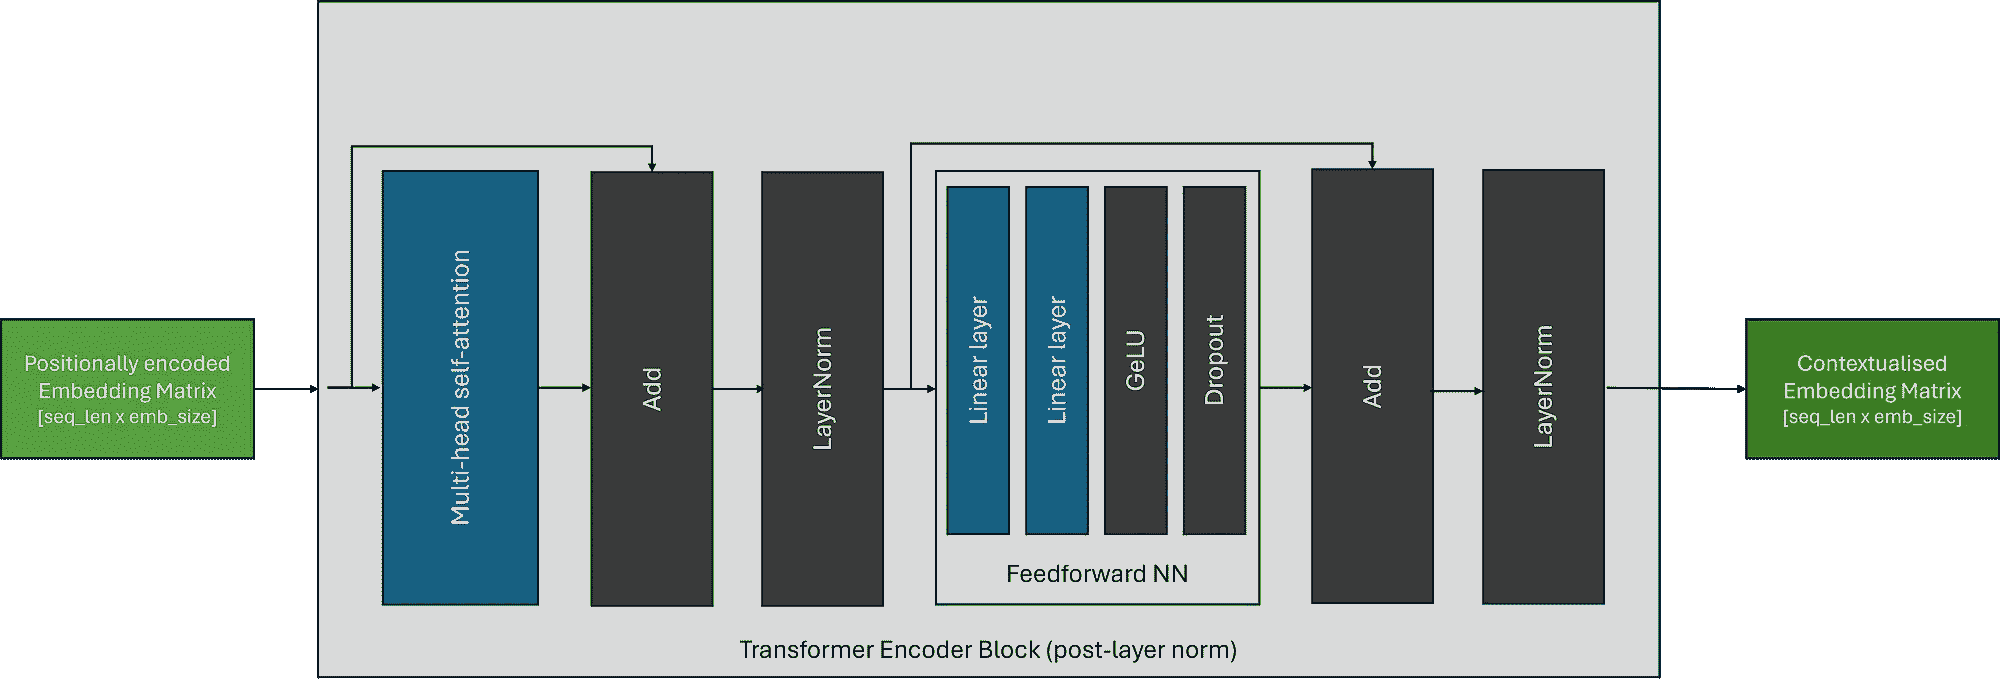 Positionally encoded
Embedding Matrix
[seq_len x emb_size]
Multi-head self-attention
Add
LayerNorm
Linear layer
Linear layer
GeLU
Dropout
Feedforward NN
Add
LayerNorm
Contextualised
Embedding Matrix
[seq_len x emb_size]
Transformer Encoder Block (post-layer norm)